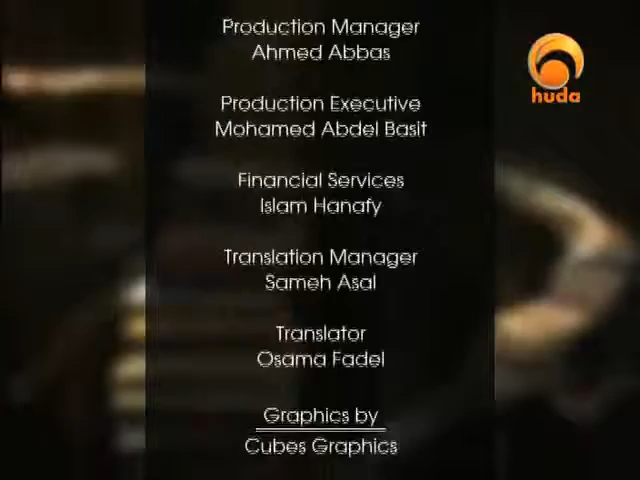 Production Manager
Ahmed Abbas
huda
Production Executive
Mohamed Abdel Basit
Financial Services
Islam Hanafy
Translation Manager
Sameh Asal
Translator
Osama Fadel
Graphics by
Cubes Graphics